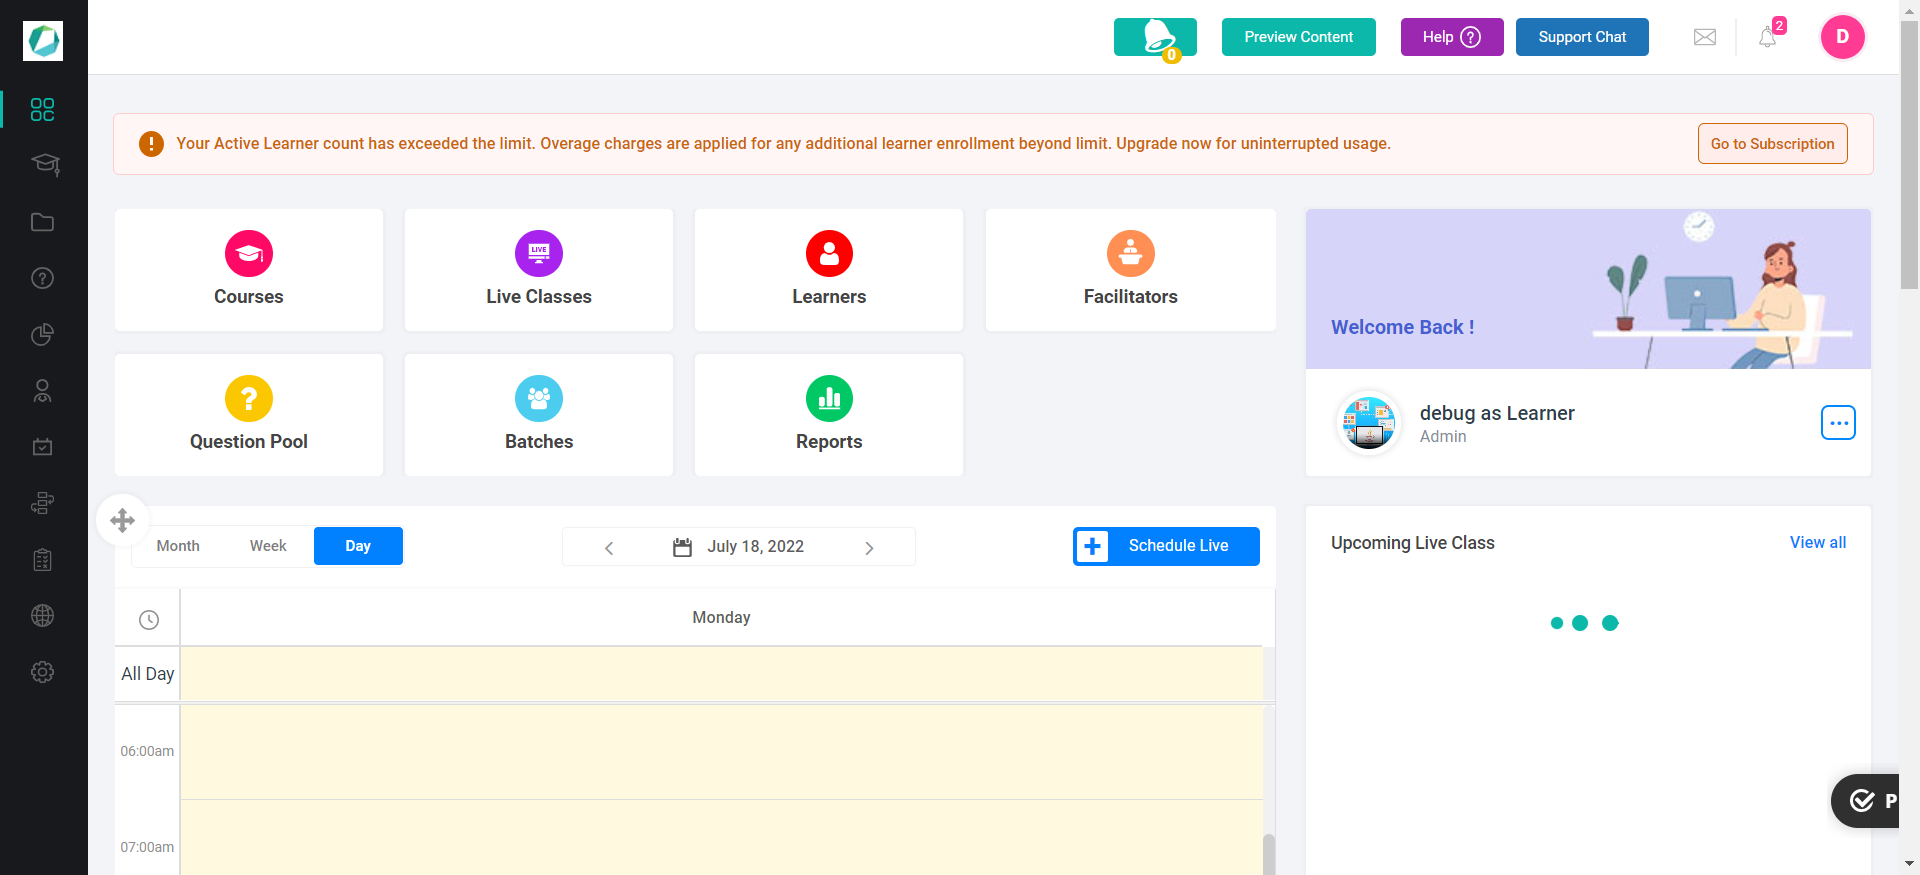 0
Preview Content
Help ?
Support Chat
2
D
Your Active Learner count has exceeded the limit. Overage charges are applied for any additional learner enrollment beyond limit. Upgrade now for uninterrupted usage.
Go to Subscription
Courses
LIVE
Live Classes
Learners
Facilitators
Welcome Back !
Question Pool
Batches
Reports
debug as Learner
Admin
Month
Week
Day
July 18, 2022
Schedule Live
Upcoming Live Class
View all
Monday
All Day
06:00am
07:00am
P